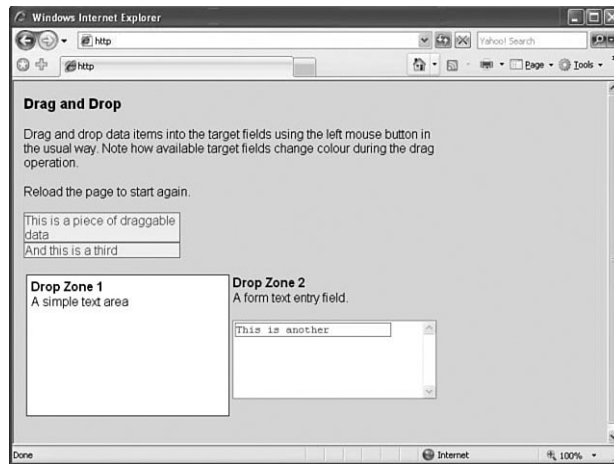 Windows Internet Explorer
http
Yahoo! Search
http
Page
Tools
Drag and Drop
Drag and drop data items into the target fields using the left mouse button in
the usual way. Note how available target fields change colour during the drag
operation.
Reload the page to start again.
This is a piece of draggable
data
And this is a third
Drop Zone 1
A simple text area
Drop Zone 2
A form text entry field.
This is another
Done
Internet
100%